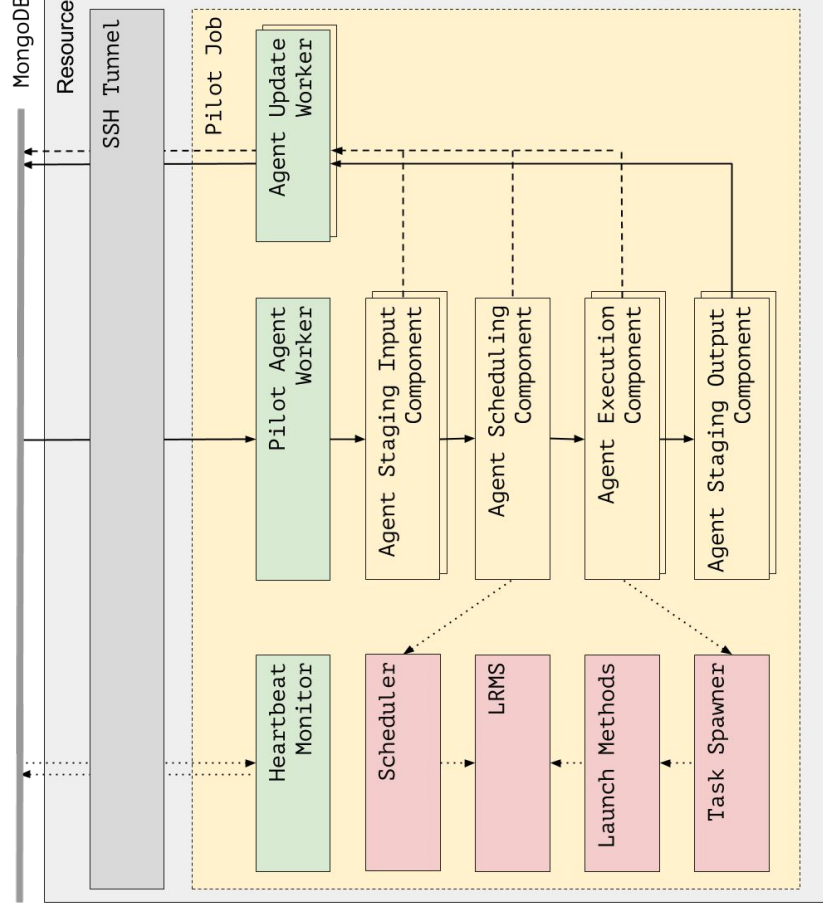 MongoDB
Resource
SSH Tunnel
Pilot Job
Agent Update
Worker
Pilot Agent
Worker
Heartbeat
Monitor
Agent Staging Input
Component
Scheduler
Agent Scheduling
Component
LRMS
Agent Execution
Component
Launch Methods
Agent Staging Output
Component
Task Spawner